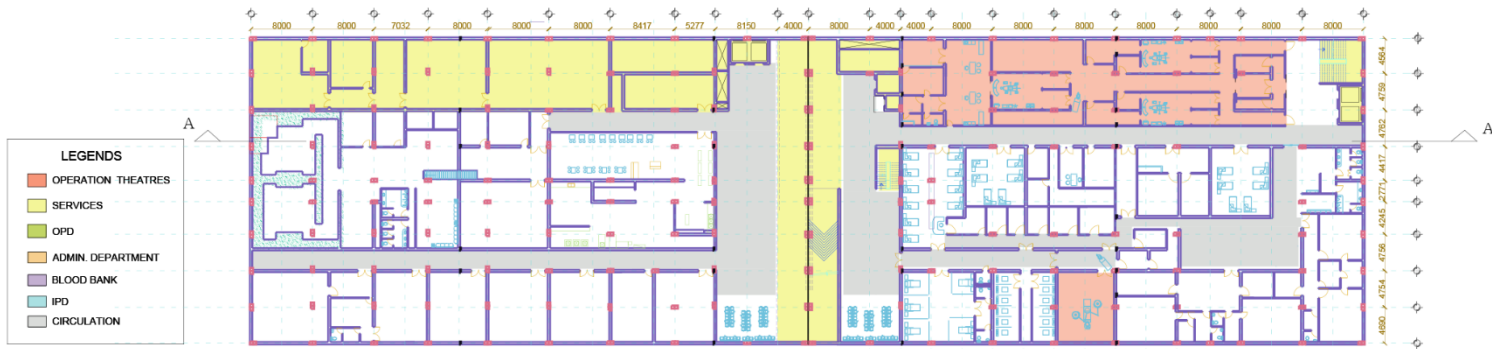 8000 8000 7032 8000 8000 8000 8417 5277 8150 4000 8000 4000 4000 8000 8000 8000 8000 8000 8000 8000
4564
4759
4762
4417
2771
4245
4756
4754
4690
A A
LEGENDS
OPERATION THEATRES
SERVICES
OPD
ADMIN. DEPARTMENT
BLOOD BANK
IPD
CIRCULATION